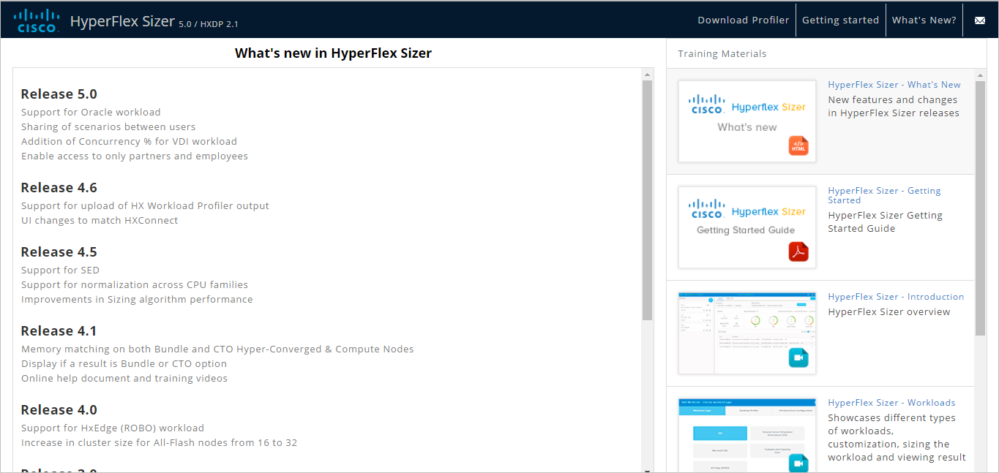 CISCO HyperFlex Sizer 5.0 / HXDP 2.1
Download Profiler
Getting started
What's New?
What's new in HyperFlex Sizer
Release 5.0
Support for Oracle workload
Sharing of scenarios between users
Addition of Concurrency % for VDI workload
Enable access to only partners and employees
Release 4.6
Support for upload of HX Workload Profiler output
UI changes to match HXConnect
Release 4.5
Support for SED
Support for normalization across CPU families
Improvements in Sizing algorithm performance
Release 4.1
Memory matching on both Bundle and CTO Hyper-Converged & Compute Nodes
Display if a result is Bundle or CTO option
Online help document and training videos
Release 4.0
Support for HxEdge (ROBO) workload
Increase in cluster size for All-Flash nodes from 16 to 32
Training Materials
CISCO Hyperflex Sizer
What's new
HTML
HyperFlex Sizer - What's New
New features and changes
in HyperFlex Sizer releases
CISCO Hyperflex Sizer
Getting Started Guide
HyperFlex Sizer - Getting
Started
HyperFlex Sizer Getting
Started Guide
HyperFlex Sizer - Introduction
HyperFlex Sizer overview
Workload Type
Desktop Profile
Infrastructure Configuration
HyperFlex Sizer - Workloads
Showcases different types
of workloads,
customization, sizing the
workload and viewing result